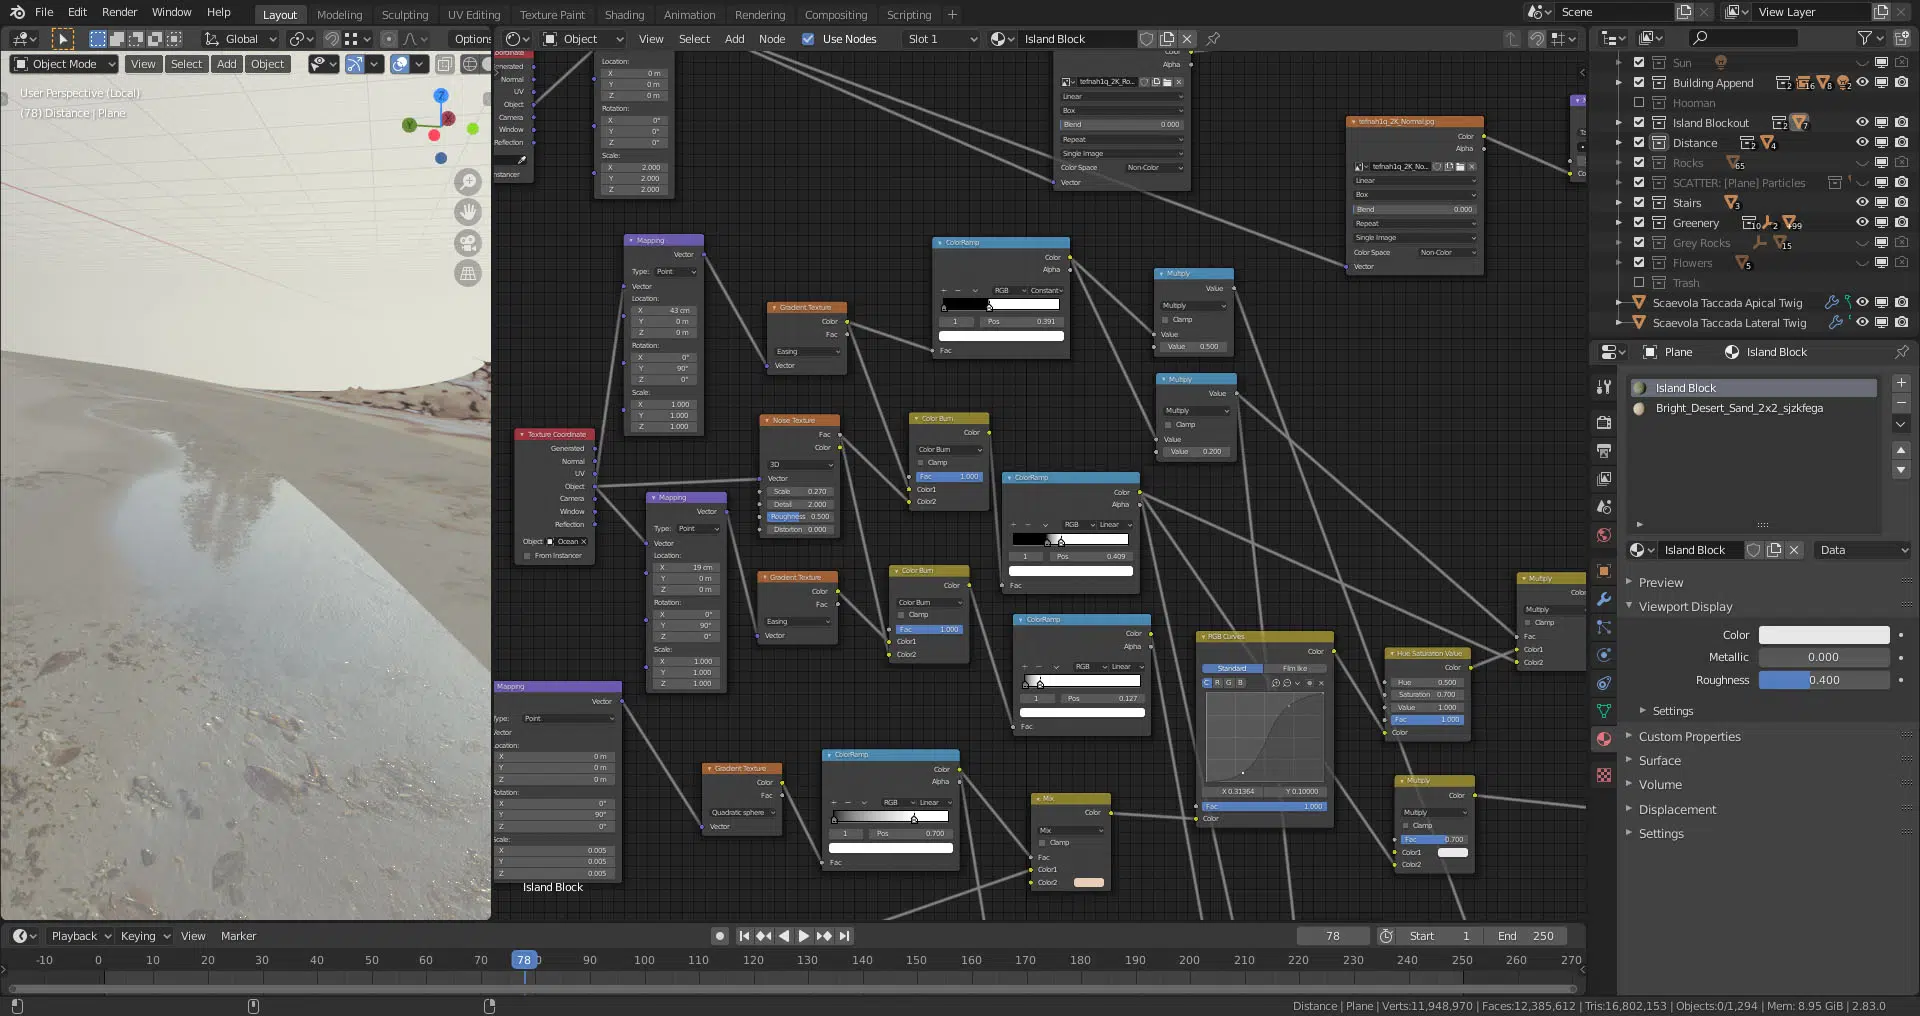 File Edit Render Window Help
Layout Modeling Sculpting UV Editing Texture Paint Shading Animation Rendering Compositing Scripting
Scene
View Layer
Global
Options
Object
View Select Add Node
Use Nodes
Slot 1
Island Block
Object Mode
View Select Add Object
User Perspective (Local)
(78) Distance | Plane
Z
Y
X
Normal
UV
Object
Camera
Window
Reflection
Location:
X 0 m
Y 0 m
Z 0 m
Rotation:
X 0°
Y 0°
Z 0°
Scale:
X 2.000
Y 2.000
Z 2.000
Alpha
tefnah1q_2K_Ro...
Linear
Box
Blend 0.000
Repeat
Single Image
Color Space Non-Color
Vector
tefnah1q_2K_Normal.jpg
Color
Alpha
tefnah1q_2K_No...
Linear
Box
Blend 0.000
Repeat
Single Image
Color Space Non-Color
Vector
Mapping
Vector
Type: Point
Vector
Location:
X 43 cm
Y 0 m
Z 0 m
Rotation:
X 0°
Y 90°
Z 0°
Scale:
X 1.000
Y 1.000
Z 1.000
Gradient Texture
Color
Fac
Easing
Vector
ColorRamp
Color
Alpha
RGB Constant
1 Pos 0.391
Fac
Multiply
Value
Multiply
Clamp
Value
Value 0.500
Multiply
Value
Multiply
Clamp
Value
Value 0.200
Texture Coordinate
Generated
Normal
UV
Object
Camera
Window
Reflection
Object Ocean
From Instancer
Noise Texture
Fac
Color
3D
Vector
Scale 0.270
Detail 2.000
Roughness 0.500
Distortion 0.000
Color Burn
Color
Color Burn
Clamp
Fac 1.000
Color1
Color2
Mapping
Vector
Type: Point
Vector
Location:
X 19 cm
Y 0 m
Z 0 m
Rotation:
X 0°
Y 90°
Z 0°
Scale:
X 1.000
Y 1.000
Z 1.000
ColorRamp
Color
Alpha
RGB Linear
1 Pos 0.409
Fac
Gradient Texture
Color
Fac
Easing
Vector
Color Burn
Color
Color Burn
Clamp
Fac 1.000
Color1
Color2
ColorRamp
Color
Alpha
RGB Linear
1 Pos 0.127
Fac
RGB Curves
Color
Standard Film like
C R G B
X 0.31364 Y 0.10000
Fac 1.000
Color
Hue Saturation Value
Color
Hue 0.500
Saturation 0.700
Value 1.000
Fac 1.000
Color
Multiply
Multiply
Clamp
Fac
Color1
Color2
Mapping
Vector
Point
X 0 m
Y 0 m
Z 0 m
X 0°
Y 90°
Z 0°
X 0.005
Y 0.005
Z 0.005
Island Block
Gradient Texture
Color
Fac
Quadratic sphere
Vector
ColorRamp
Color
Alpha
RGB Linear
1 Pos 0.700
Fac
Mix
Color
Mix
Clamp
Fac
Color1
Color2
Multiply
Color
Multiply
Clamp
Fac 0.700
Color1
Color2
Sun
Building Append 2 16 8 2
Hooman
Island Blockout 2 7
Distance 2 4
Rocks 65
SCATTER: [Plane] Particles
Stairs 3
Greenery 10 2 +99
Grey Rocks 15
Flowers 5
Trash
Scaevola Taccada Apical Twig
Scaevola Taccada Lateral Twig
Plane Island Block
Island Block
Bright_Desert_Sand_2x2_sjzkfega
Island Block
Data
Preview
Viewport Display
Color
Metallic 0.000
Roughness 0.400
Settings
Custom Properties
Surface
Volume
Displacement
Settings
Playback Keying View Marker
78
Start 1
End 250
-10 0 10 20 30 40 50 60 70 78 90 100 110 120 130 140 150 160 170 180 190 200 210 220 230 240 250 260 270
Distance | Plane | Verts:11,948,970 | Faces:12,385,612 | Tris:16,802,153 | Objects:0/1,294 | Mem: 8.95 GiB | 2.83.0